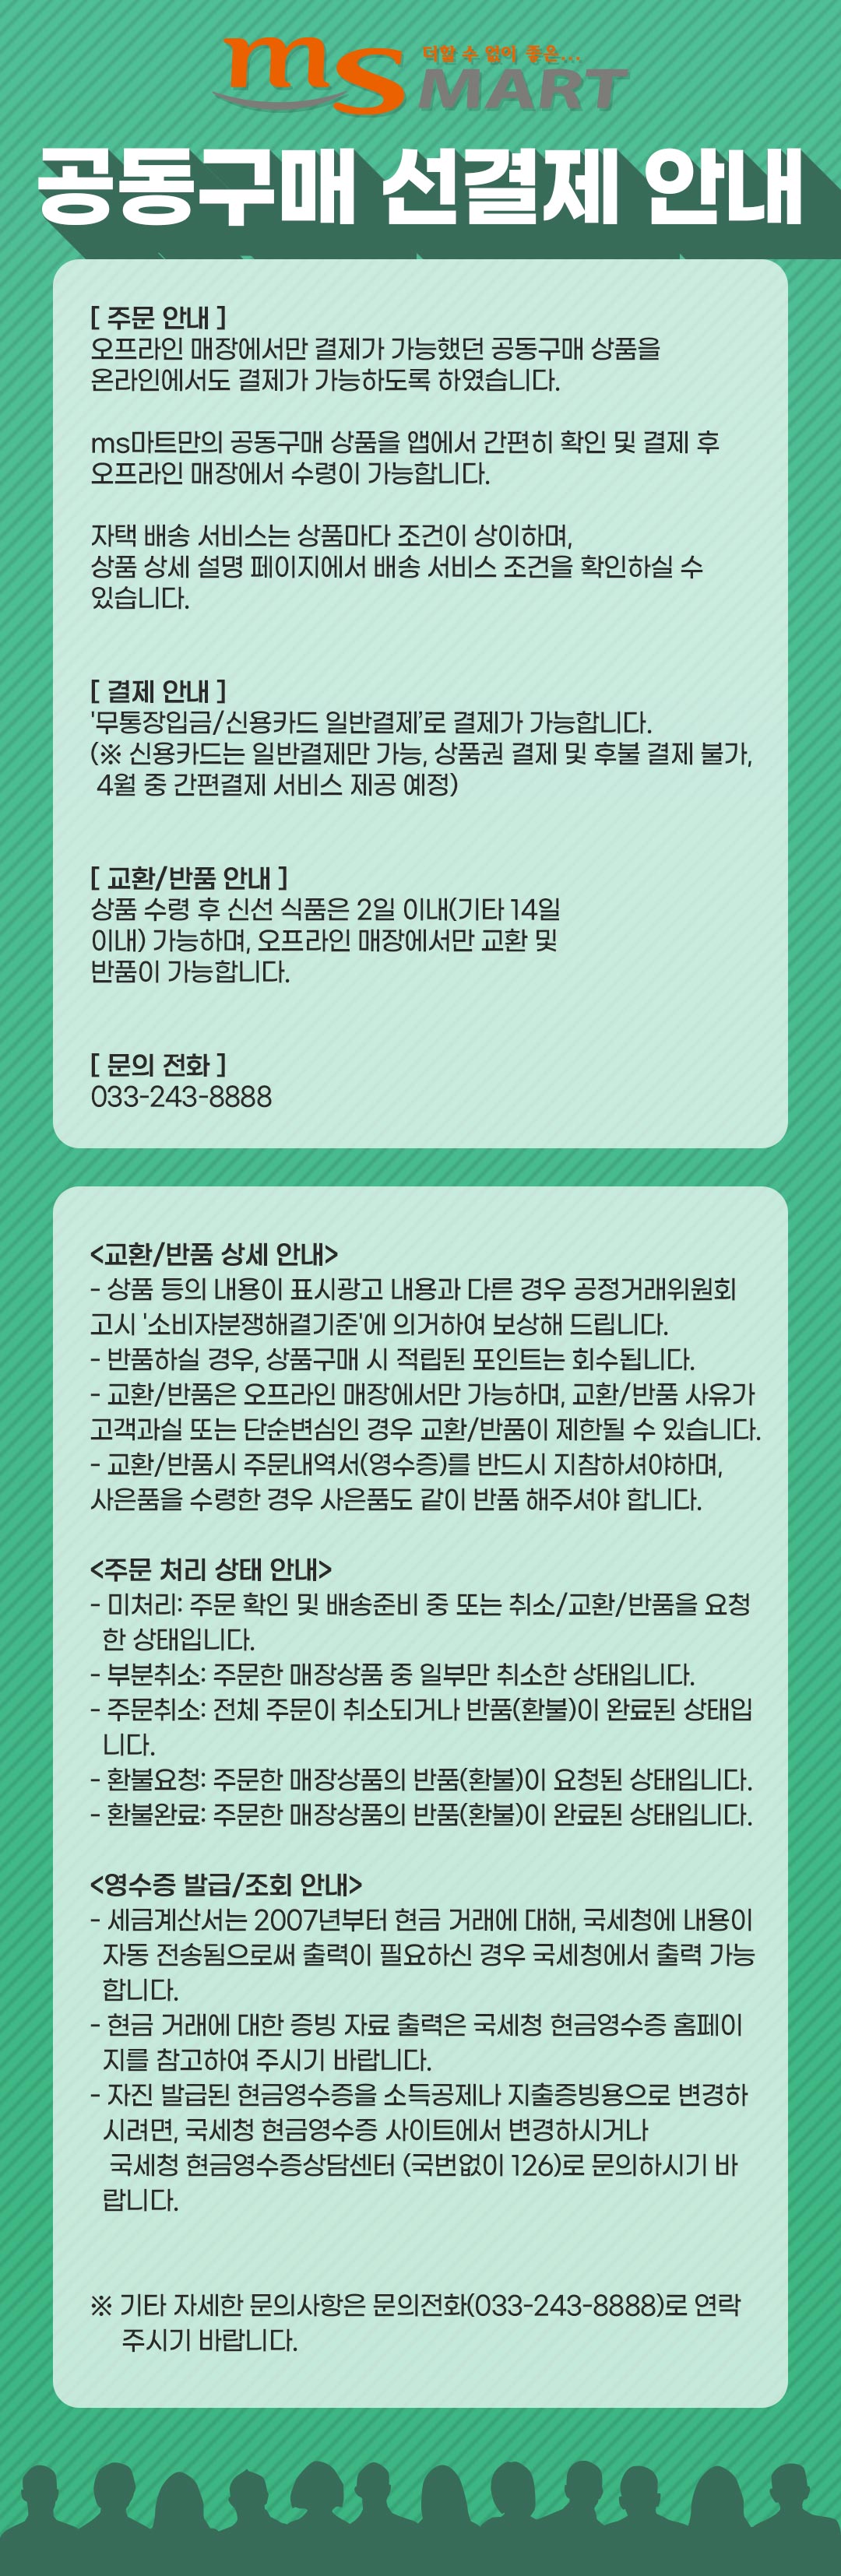 더할 수 없이 좋은...
ms MART
공동구매 선결제 안내
[ 주문 안내 ]
오프라인 매장에서만 결제가 가능했던 공동구매 상품을
온라인에서도 결제가 가능하도록 하였습니다.
ms마트만의 공동구매 상품을 앱에서 간편히 확인 및 결제 후
오프라인 매장에서 수령이 가능합니다.
자택 배송 서비스는 상품마다 조건이 상이하며,
상품 상세 설명 페이지에서 배송 서비스 조건을 확인하실 수
있습니다.
[ 결제 안내 ]
'무통장입금/신용카드 일반결제'로 결제가 가능합니다.
(※ 신용카드는 일반결제만 가능, 상품권 결제 및 후불 결제 불가,
4월 중 간편결제 서비스 제공 예정)
[ 교환/반품 안내 ]
상품 수령 후 신선 식품은 2일 이내(기타 14일
이내) 가능하며, 오프라인 매장에서만 교환 및
반품이 가능합니다.
[ 문의 전화 ]
033-243-8888
<교환/반품 상세 안내>
- 상품 등의 내용이 표시광고 내용과 다른 경우 공정거래위원회
고시 '소비자분쟁해결기준'에 의거하여 보상해 드립니다.
- 반품하실 경우, 상품구매 시 적립된 포인트는 회수됩니다.
- 교환/반품은 오프라인 매장에서만 가능하며, 교환/반품 사유가
고객과실 또는 단순변심인 경우 교환/반품이 제한될 수 있습니다.
- 교환/반품시 주문내역서(영수증)를 반드시 지참하셔야하며,
사은품을 수령한 경우 사은품도 같이 반품 해주셔야 합니다.
<주문 처리 상태 안내>
- 미처리: 주문 확인 및 배송준비 중 또는 취소/교환/반품을 요청
한 상태입니다.
- 부분취소: 주문한 매장상품 중 일부만 취소한 상태입니다.
- 주문취소: 전체 주문이 취소되거나 반품(환불)이 완료된 상태입
니다.
- 환불요청: 주문한 매장상품의 반품(환불)이 요청된 상태입니다.
- 환불완료: 주문한 매장상품의 반품(환불)이 완료된 상태입니다.
<영수증 발급/조회 안내>
- 세금계산서는 2007년부터 현금 거래에 대해, 국세청에 내용이
자동 전송됨으로써 출력이 필요하신 경우 국세청에서 출력 가능
합니다.
- 현금 거래에 대한 증빙 자료 출력은 국세청 현금영수증 홈페이
지를 참고하여 주시기 바랍니다.
- 자진 발급된 현금영수증을 소득공제나 지출증빙용으로 변경하
시려면, 국세청 현금영수증 사이트에서 변경하시거나
국세청 현금영수증상담센터 (국번없이 126)로 문의하시기 바
랍니다.
※ 기타 자세한 문의사항은 문의전화(033-243-8888)로 연락
주시기 바랍니다.